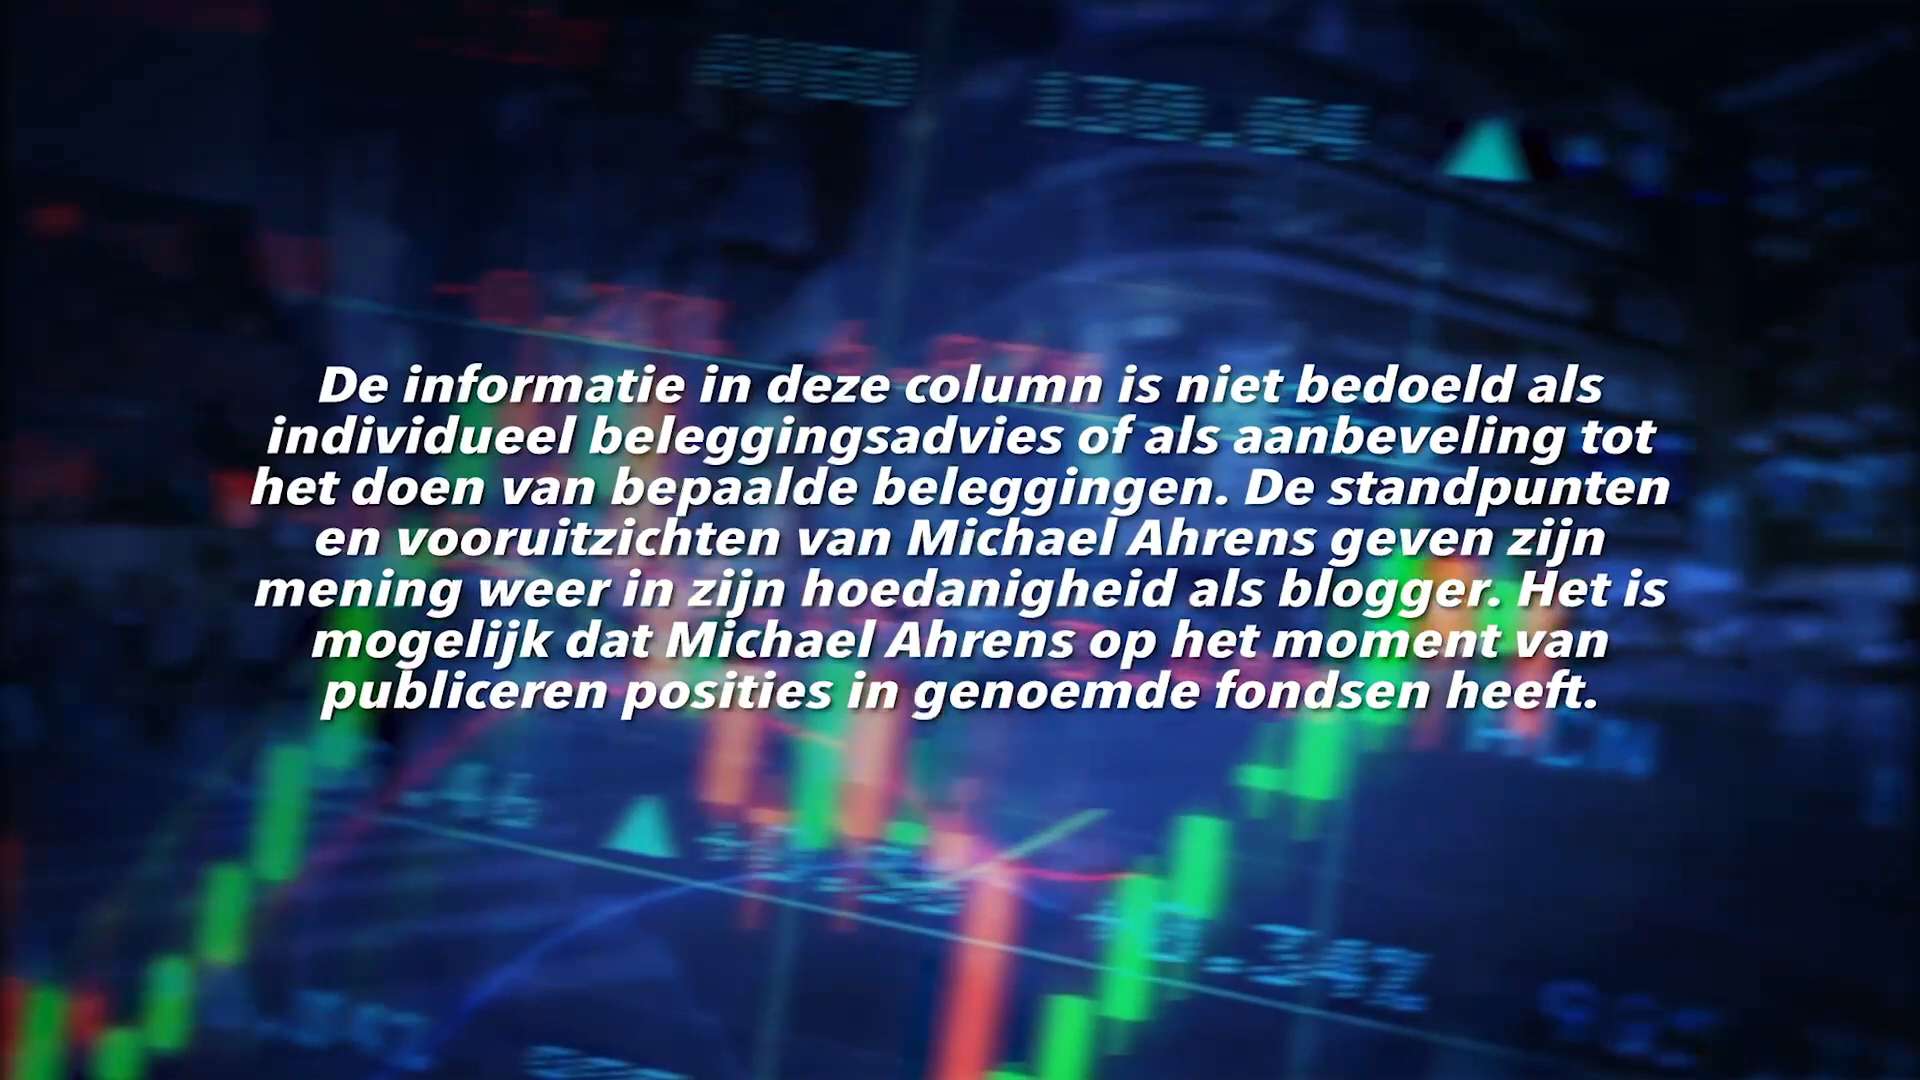 130.64
De informatie in deze column is niet bedoeld als
individueel beleggingsadvies of als aanbeveling tot
het doen van bepaalde beleggingen. De standpunten
en vooruitzichten van Michael Ahrens geven zijn
mening weer in zijn hoedanigheid als blogger. Het is
mogelijk dat Michael Ahrens op het moment van
publiceren posities in genoemde fondsen heeft.